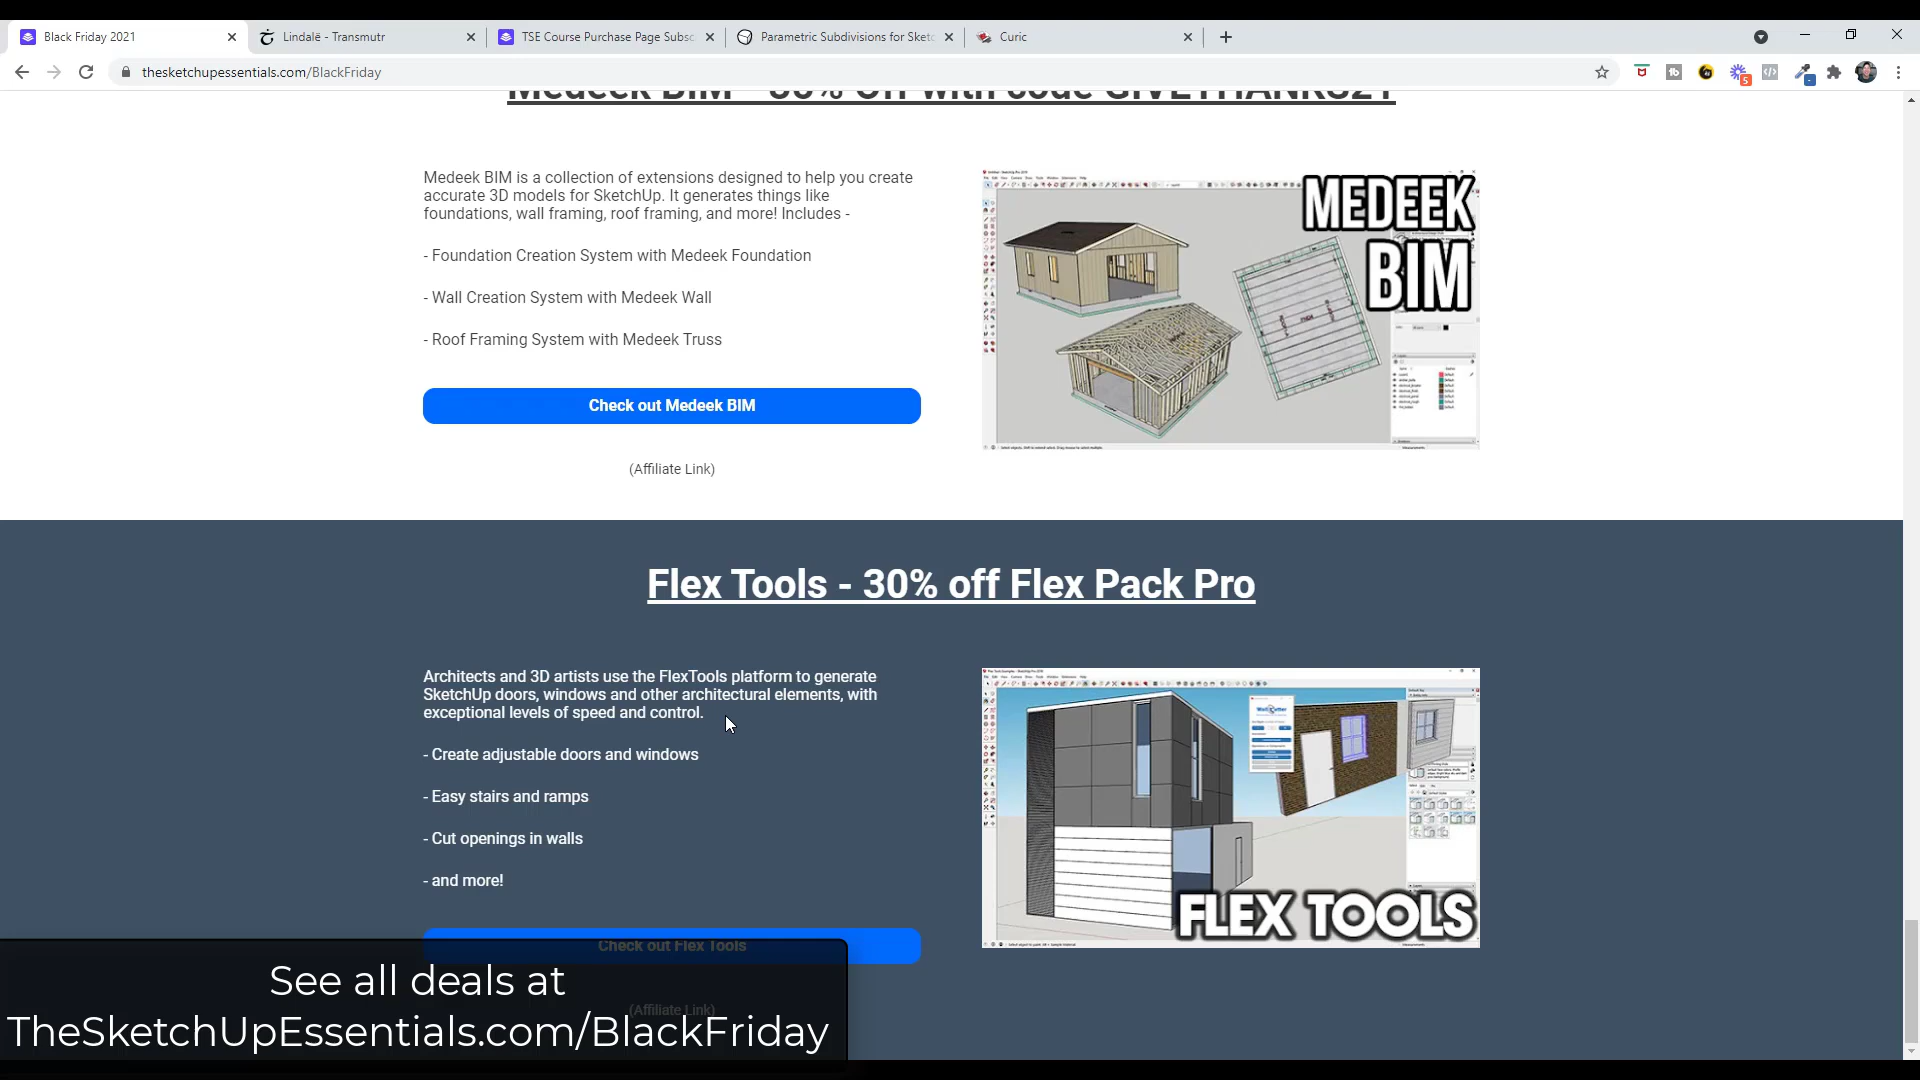 Black Friday 2021
Lindalë - Transmutr
TSE Course Purchase Page Subsc
Parametric Subdivisions for Sketc
Curic
thesketchupessentials.com/BlackFriday
Medeek BIM is a collection of extensions designed to help you create
accurate 3D models for SketchUp. It generates things like
foundations, wall framing, roof framing, and more! Includes -
- Foundation Creation System with Medeek Foundation
- Wall Creation System with Medeek Wall
- Roof Framing System with Medeek Truss
Check out Medeek BIM
(Affiliate Link)
MEDEEK
BIM
Flex Tools - 30% off Flex Pack Pro
Architects and 3D artists use the FlexTools platform to generate
SketchUp doors, windows and other architectural elements, with
exceptional levels of speed and control.
- Create adjustable doors and windows
- Easy stairs and ramps
- Cut openings in walls
- and more!
Check out Flex Tools
(Affiliate Link)
FLEX TOOLS
See all deals at
TheSketchUpEssentials.com/BlackFriday